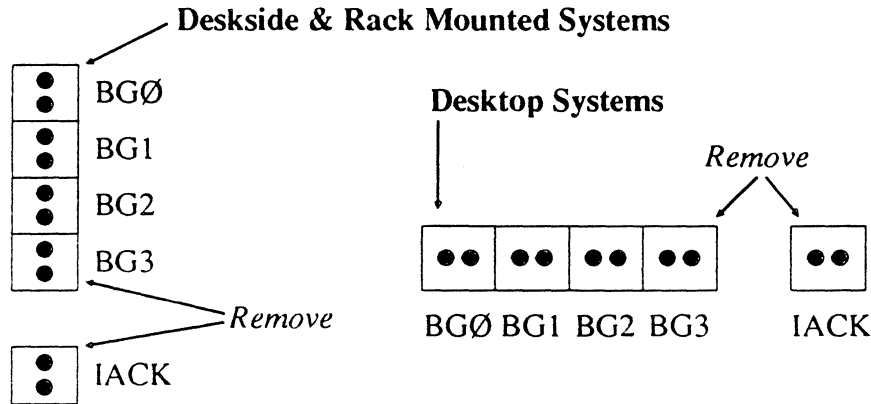 Deskside & Rack Mounted Systems
BGØ
BG1
BG2
BG3
Remove
IACK
Desktop Systems
Remove
BGØ BG1 BG2 BG3 IACK